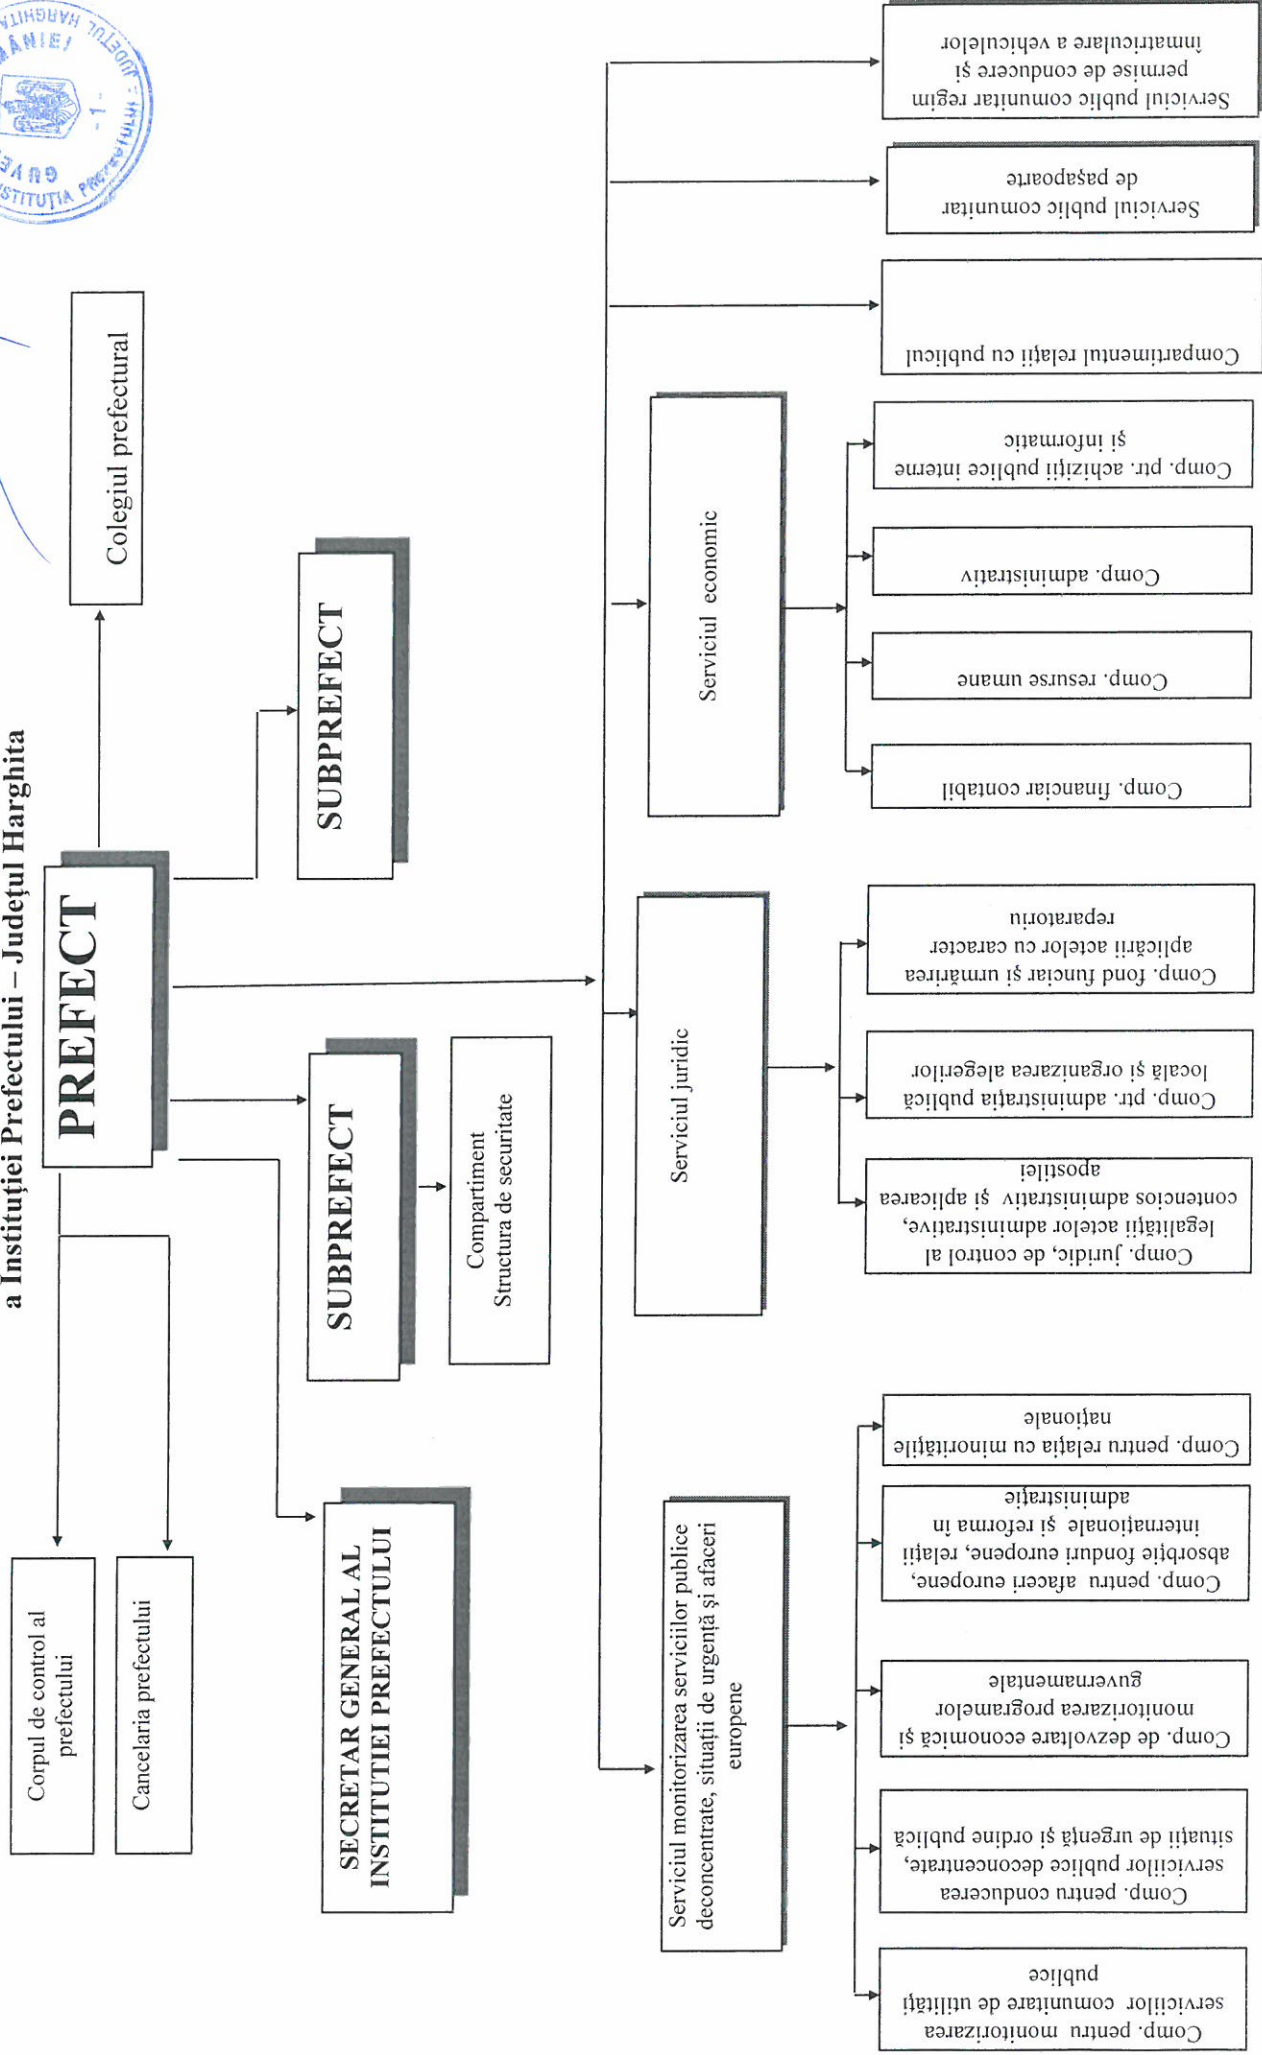 a Instituției Prefectului – Județul Harghita
PREFECT
Colegiul prefectural
Corpul de control al
prefectului
Cancelaria prefectului
SUBPREFECT
SUBPREFECT
SECRETAR GENERAL AL
INSTITUTIEI PREFECTULUI
Compartiment
Structura de securitate
Serviciul monitorizarea serviciilor publice
deconcentrate, situații de urgență și afaceri
europene
Serviciul juridic
Serviciul economic
Comp. pentru monitorizarea
serviciilor comunitare de utilități
publice
Comp. pentru conducerea
serviciilor publice deconcentrate,
situații de urgență și ordine publică
Comp. de dezvoltare economică și
monitorizarea programelor
guvernamentale
Comp. pentru afaceri europene,
absorbție fonduri europene, relații
internaționale și reforma în
administrație
Comp. pentru relația cu minoritățile
naționale
Comp. juridic, de control al
legalității actelor administrative,
contencios administrativ și aplicarea
apostilei
Comp. ptr. administrația publică
locală și organizarea alegerilor
Comp. fond funciar și urmărirea
aplicării actelor cu caracter
reparatoriu
Comp. financiar contabil
Comp. resurse umane
Comp. administrativ
Comp. ptr. achiziții publice interne
și informatic
Compartimentul relații cu publicul
Serviciul public comunitar
de pașapoarte
Serviciul public comunitar regim
permise de conducere și
înmatriculare a vehiculelor
JUDEȚUL HARGHITA
-1-